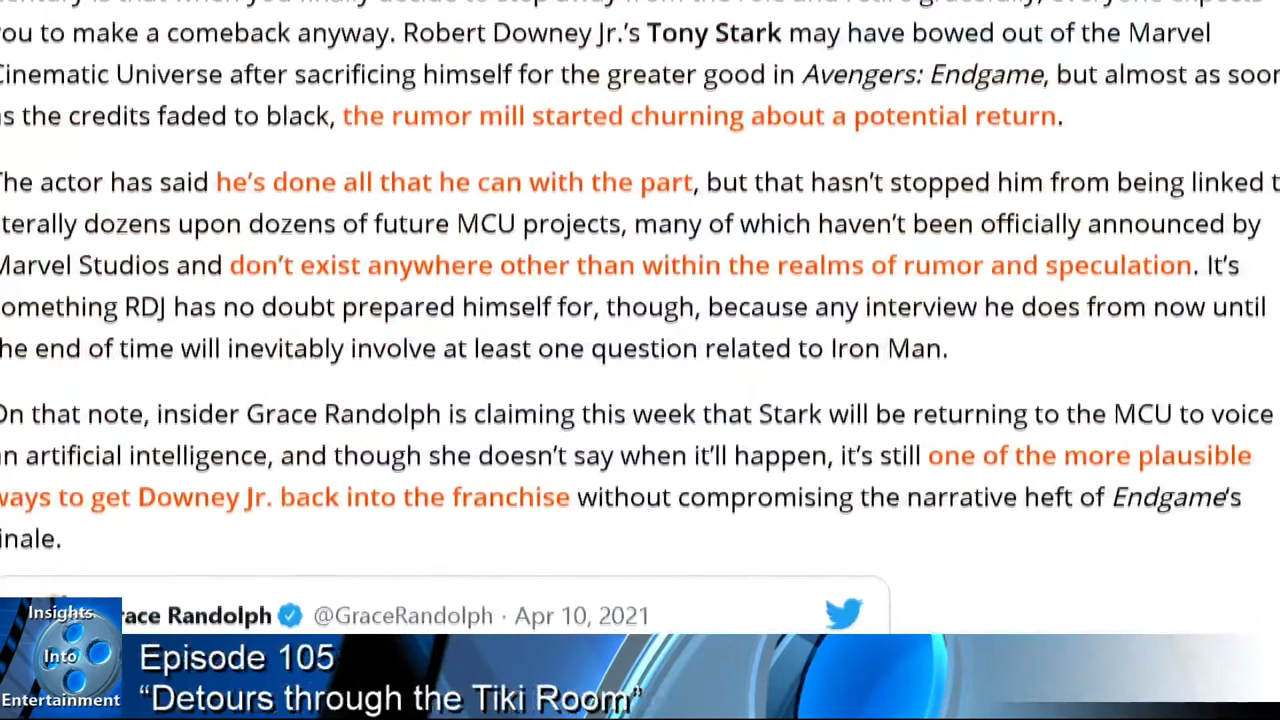 you to make a comeback anyway. Robert Downey Jr.'s Tony Stark may have bowed out of the Marvel
Cinematic Universe after sacrificing himself for the greater good in Avengers: Endgame, but almost as soon
as the credits faded to black, the rumor mill started churning about a potential return.
The actor has said he's done all that he can with the part, but that hasn't stopped him from being linked t
iterally dozens upon dozens of future MCU projects, many of which haven't been officially announced by
Marvel Studios and don't exist anywhere other than within the realms of rumor and speculation. It's
omething RDJ has no doubt prepared himself for, though, because any interview he does from now until
he end of time will inevitably involve at least one question related to Iron Man.
On that note, insider Grace Randolph is claiming this week that Stark will be returning to the MCU to voice
an artificial intelligence, and though she doesn't say when it'll happen, it's still one of the more plausible
ways to get Downey Jr. back into the franchise without compromising the narrative heft of Endgame's
finale.
race Randolph @GraceRandolph · Apr 10, 2021
Insights
Into
Entertainment
Episode 105
“Detours through the Tiki Room”